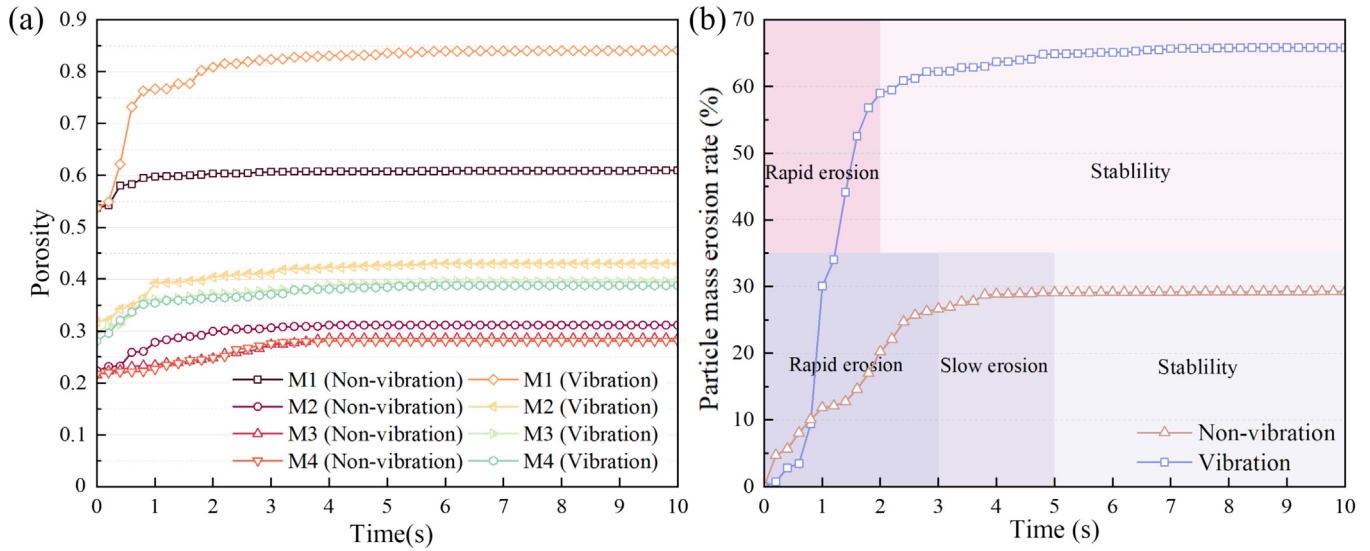 (a)
Porosity
0.9
0.8
0.7
0.6
0.5
0.4
0.3
0.2
0.1
0
0 1 2 3 4 5 6 7 8 9 10
Time(s)
M1 (Non-vibration) M1 (Vibration)
M2 (Non-vibration) M2 (Vibration)
M3 (Non-vibration) M3 (Vibration)
M4 (Non-vibration) M4 (Vibration)
(b)
Particle mass erosion rate (%)
70
60
50
40
30
20
10
0
0 1 2 3 4 5 6 7 8 9 10
Time (s)
Rapid erosion Stablility
Rapid erosion Slow erosion Stablility
Non-vibration
Vibration